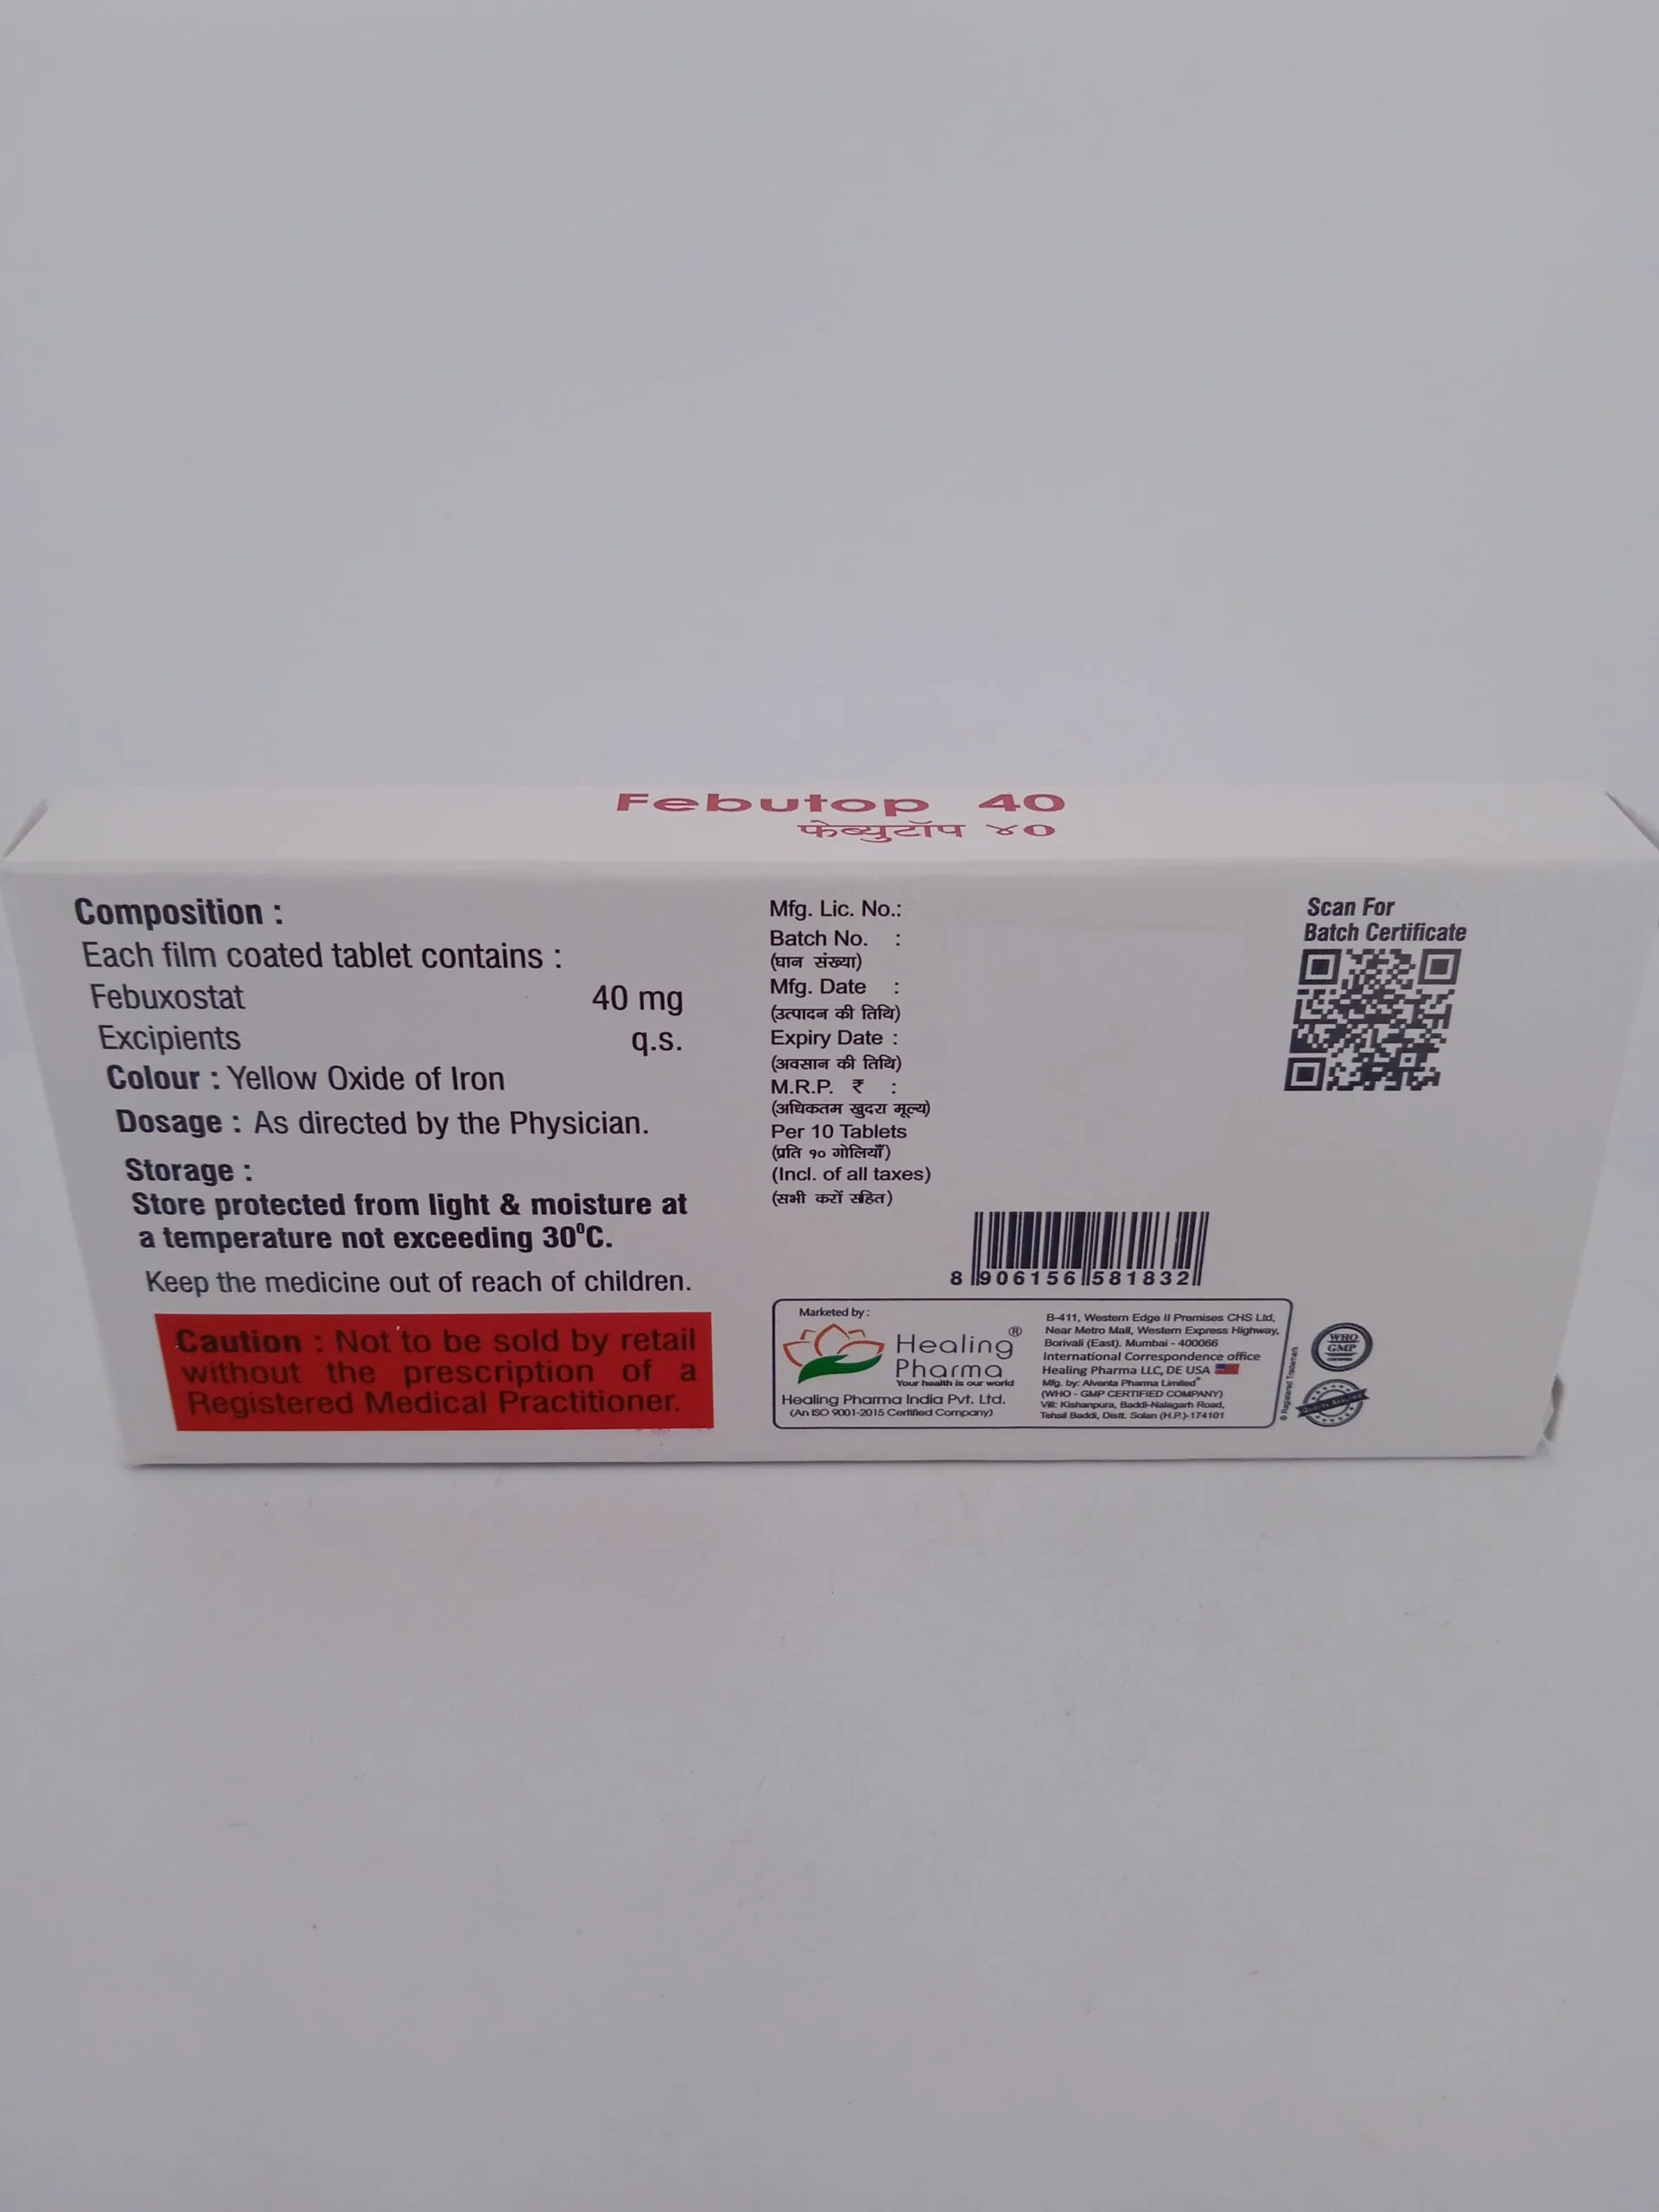 Febutop 40
फेब्युटॉप ४०
Composition :
Each film coated tablet contains :
Febuxostat 40 mg
Excipients q.s.
Colour : Yellow Oxide of Iron
Dosage : As directed by the Physician.
Storage :
Store protected from light & moisture at
a temperature not exceeding 30⁰C.
Keep the medicine out of reach of children.
Caution : Not to be sold by retail
without the prescription of a
Registered Medical Practitioner.
Mfg. Lic. No.:
Batch No. :
(घान संख्या)
Mfg. Date :
(उत्पादन की तिथि)
Expiry Date :
(अवसान की तिथि)
M.R.P. ₹ :
(अधिकतम खुदरा मूल्य)
Per 10 Tablets
(प्रति १० गोलियाँ)
(Incl. of all taxes)
(सभी करों सहित)
8 906156 581832
Marketed by :
Healing®
Pharma
Your health is our world
Healing Pharma India Pvt. Ltd.
(An ISO 9001-2015 Certified Company)
B-411, Western Edge II Premises CHS Ltd,
Near Metro Mall, Western Express Highway,
Borivali (East). Mumbai - 400066
International Correspondence office
Healing Pharma LLC, DE USA
Mfg. by: Alventa Pharma Limited
(WHO - GMP CERTIFIED COMPANY)
Vill: Kishanpura, Baddi-Nalagarh Road,
Tehsil Baddi, Distt. Solan (H.P.)-174101
® Registered Trademark
Scan For
Batch Certificate
WHO
GMP